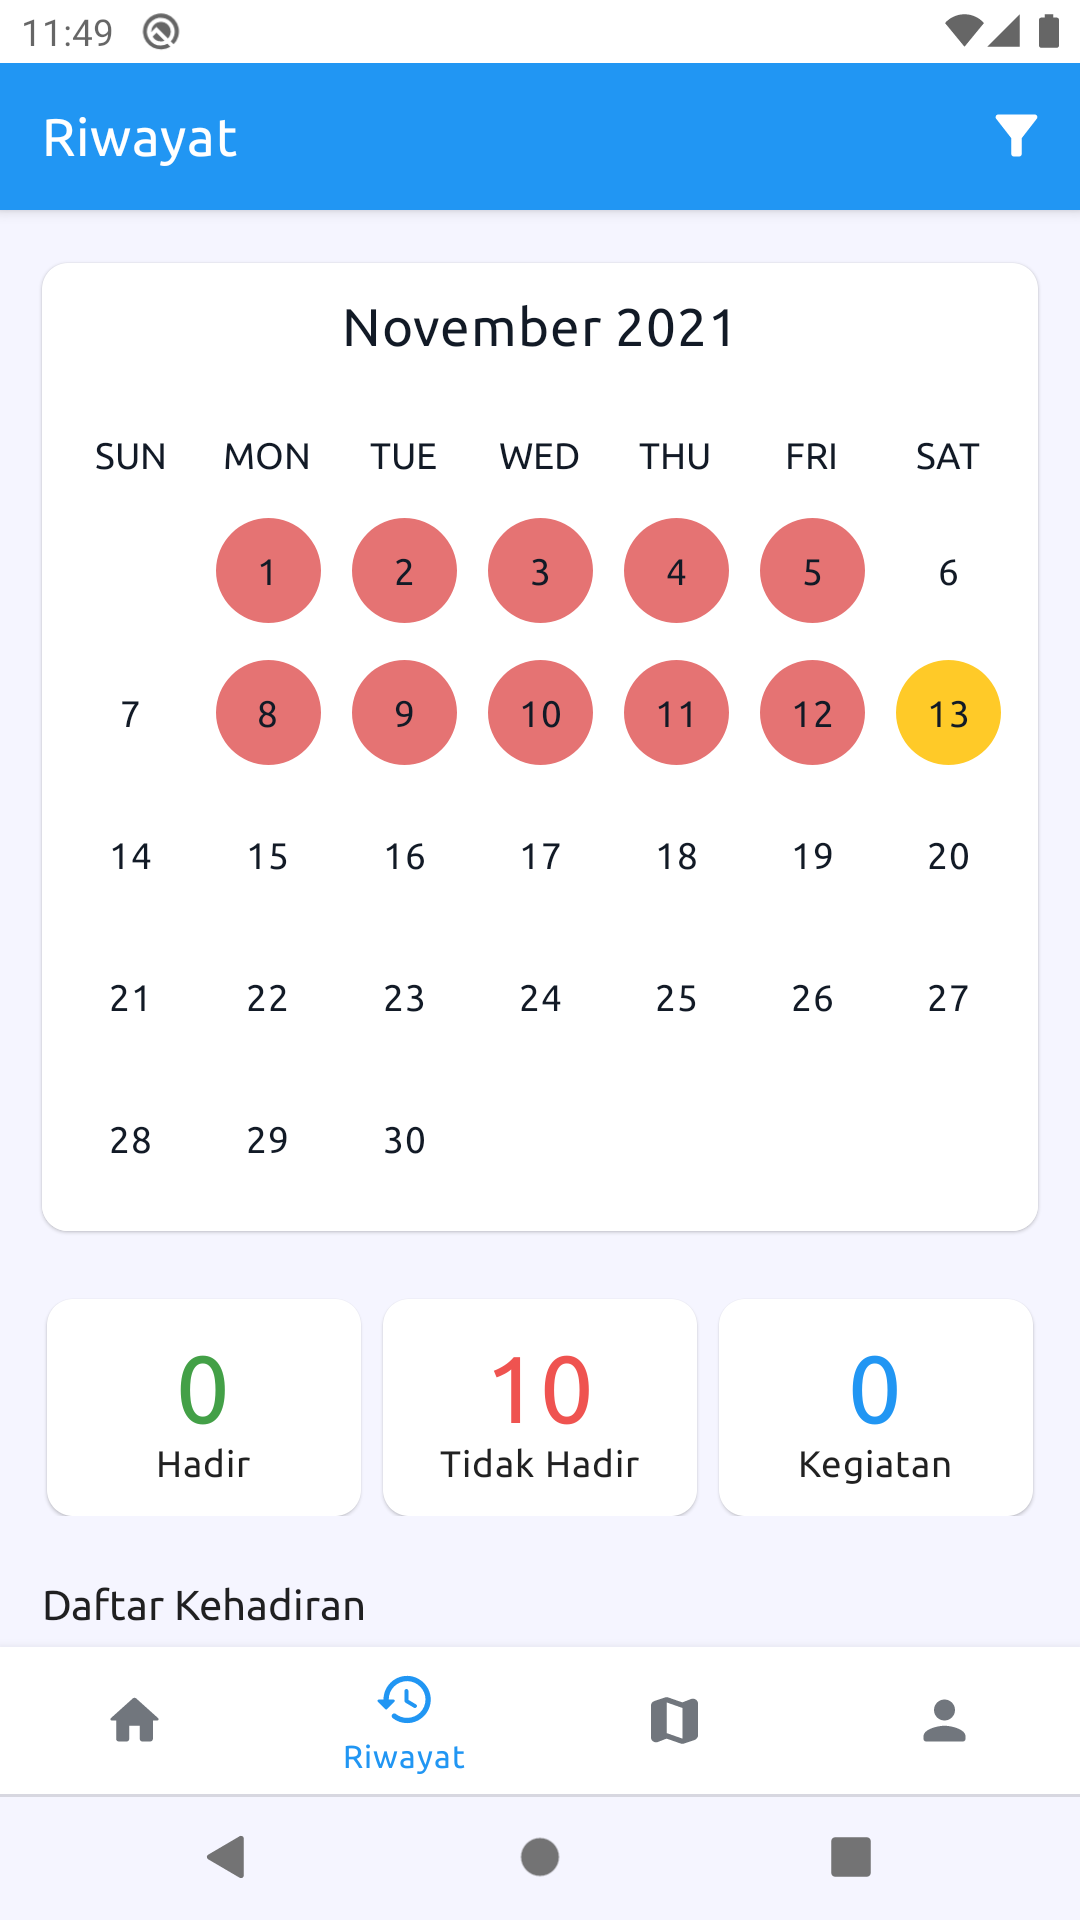 11:49
Riwayat
November 2021
SUN MON TUE WED THU FRI SAT
1 2 3 4 5 6
7 8 9 10 11 12 13
14 15 16 17 18 19 20
21 22 23 24 25 26 27
28 29 30
0 10 0
Hadir Tidak Hadir Kegiatan
Daftar Kehadiran
Riwayat